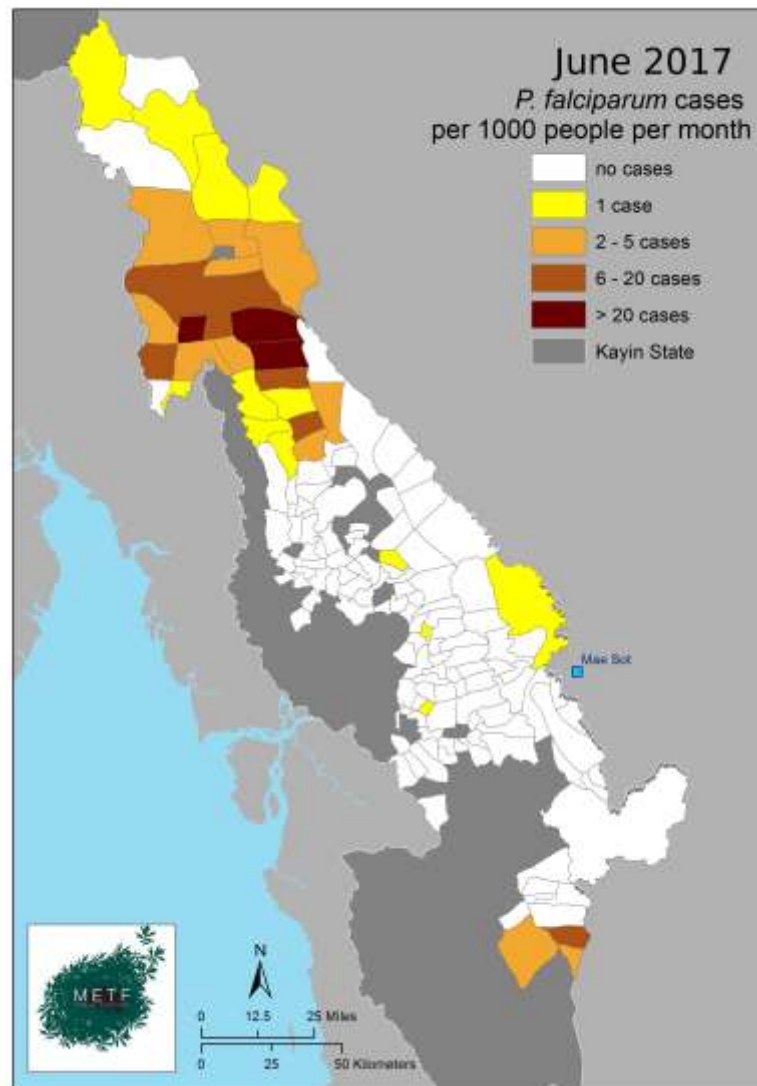 June 2017
P. falciparum cases
per 1000 people per month
no cases
1 case
2 - 5 cases
6 - 20 cases
> 20 cases
Kayin State
Mae Sot
METF
N
0 12.5 25 Miles
0 25 50 Kilometers